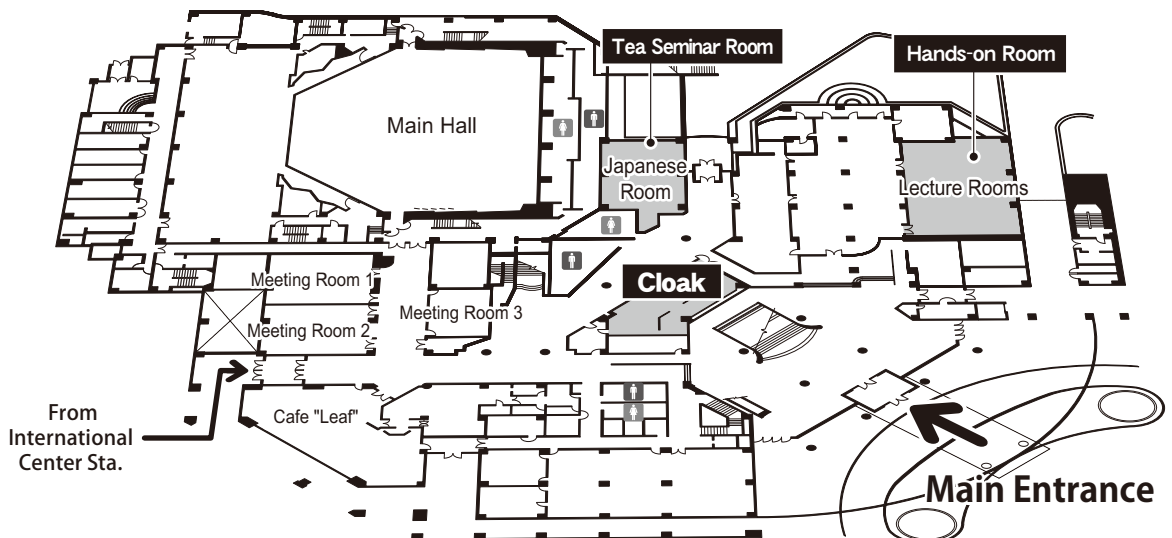 Tea Seminar Room
Hands-on Room
Main Hall
Japanese
Room
Lecture Rooms
Cloak
Meeting Room 1
Meeting Room 2
Meeting Room 3
Cafe "Leaf"
From
International
Center Sta.
Main Entrance